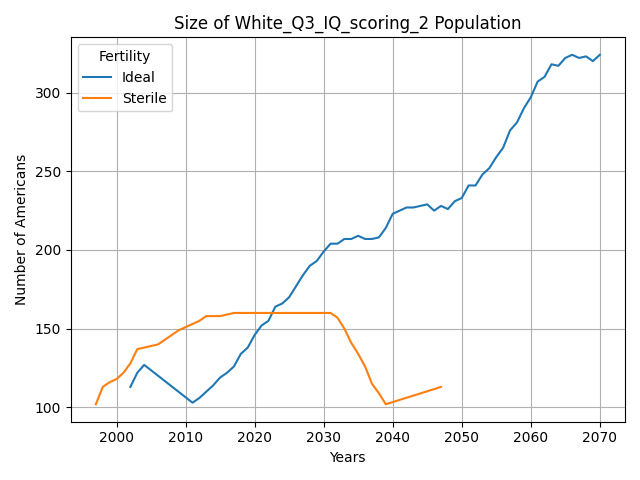 Size of White_Q3_IQ_scoring_2 Population
Fertility
Ideal
Sterile
Number of Americans
300
250
200
150
100
2000 2010 2020 2030 2040 2050 2060 2070
Years